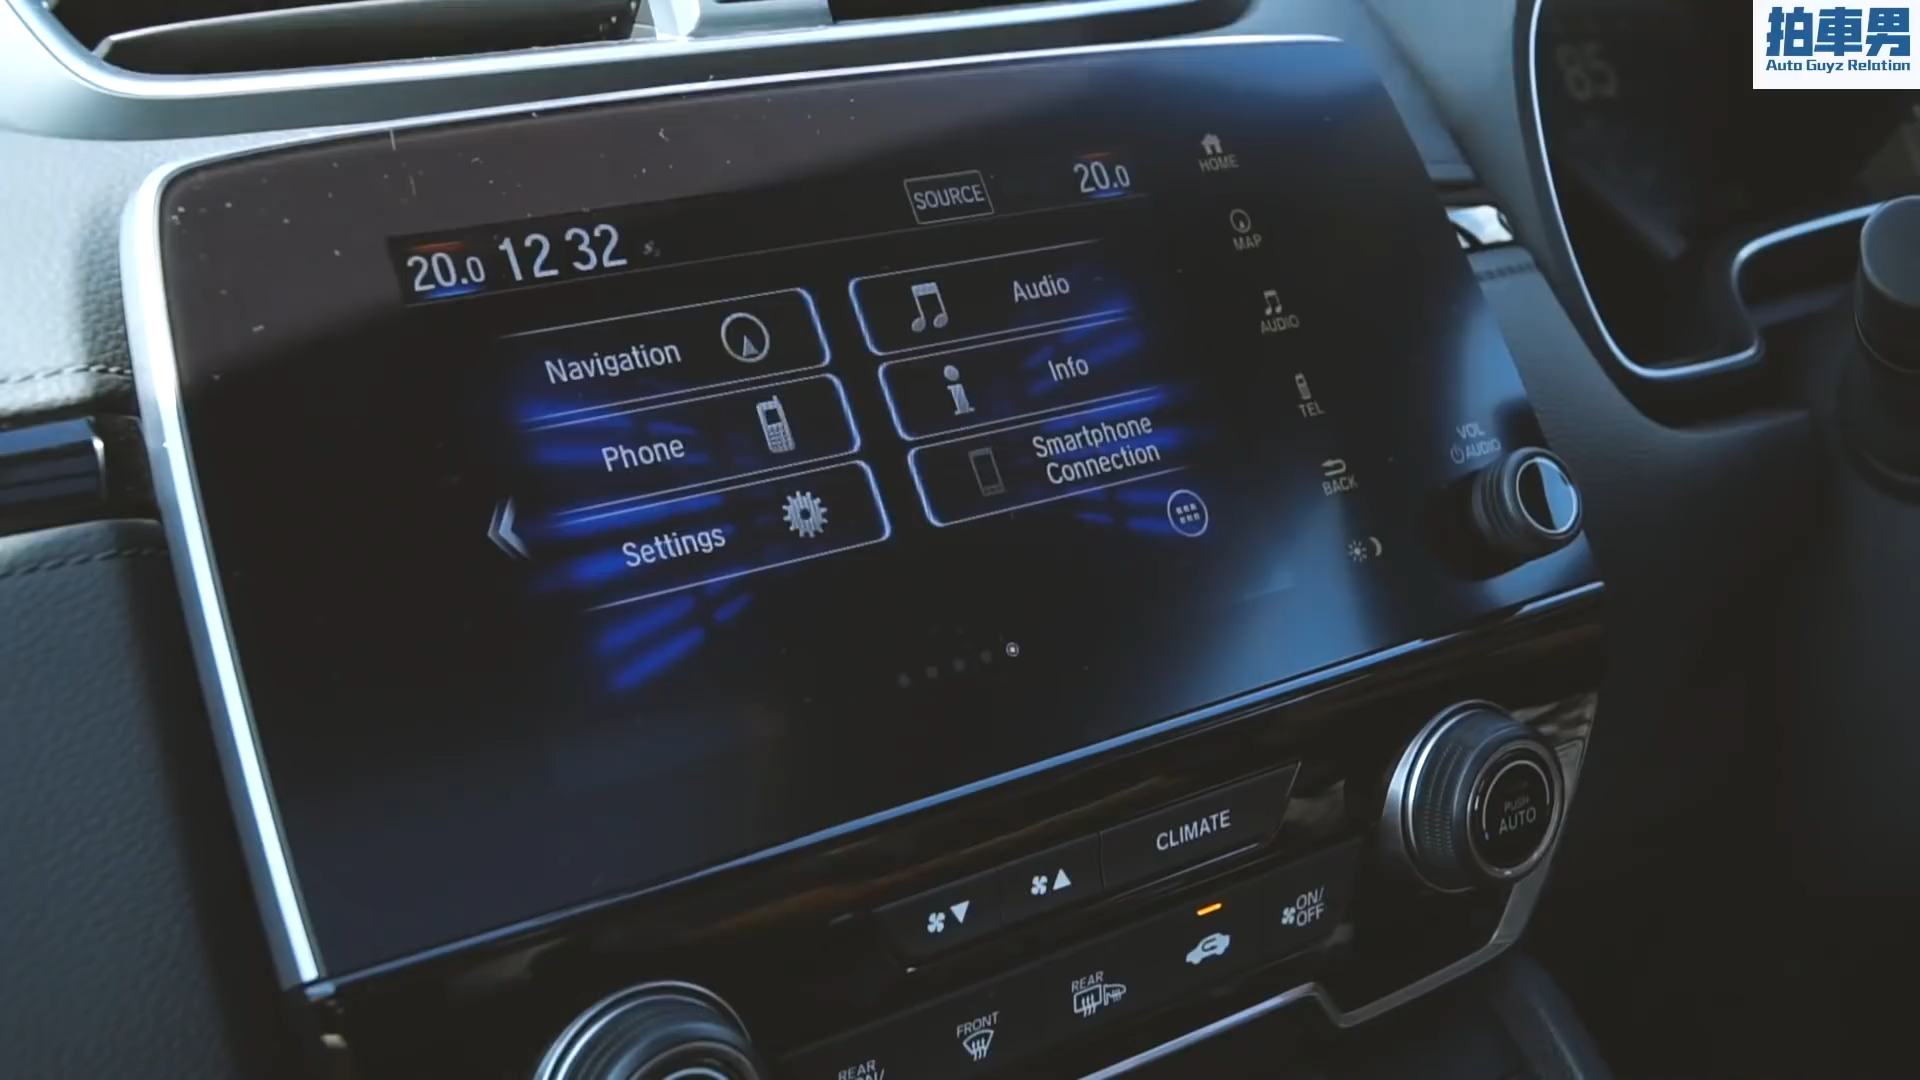 拍車男
Auto Guyz Relation
85
20.0 12 32
SOURCE
20.0
HOME
MAP
AUDIO
TEL
BACK
VOL
AUDIO
Navigation
Audio
Phone
Info
Settings
Smartphone
Connection
CLIMATE
PUSH
AUTO
ON/
OFF
REAR
FRONT
REAR